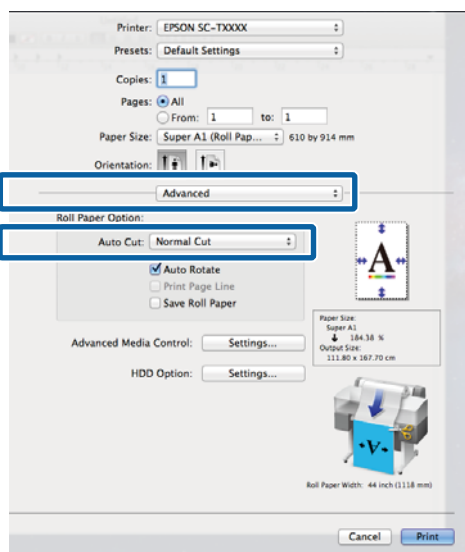 Printer: EPSON SC-TXXXX
Presets: Default Settings
Copies: 1
Pages: All
From: 1 to: 1
Paper Size: Super A1 (Roll Pap... 610 by 914 mm
Orientation:
Advanced
Roll Paper Option:
Auto Cut: Normal Cut
Auto Rotate
Print Page Line
Save Roll Paper
A
Advanced Media Control: Settings...
HDD Option: Settings...
Paper Size:
Super A1
184.38 %
Output Size:
111.80 x 167.70 cm
A
Roll Paper Width: 44 inch (1118 mm)
Cancel Print